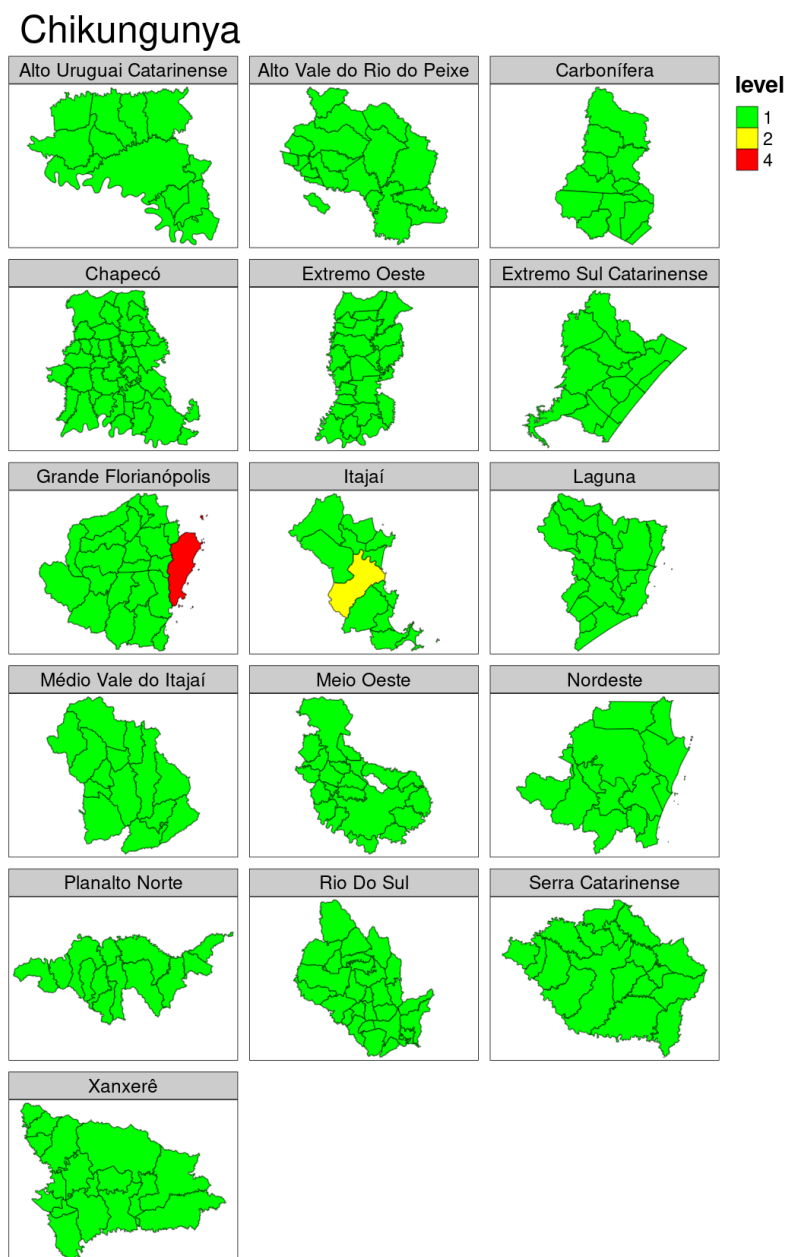 Chikungunya
Alto Uruguai Catarinense
Alto Vale do Rio do Peixe
Carbonífera
level
1
2
4
Chapecó
Extremo Oeste
Extremo Sul Catarinense
Grande Florianópolis
Itajaí
Laguna
Médio Vale do Itajaí
Meio Oeste
Nordeste
Planalto Norte
Rio Do Sul
Serra Catarinense
Xanxerê